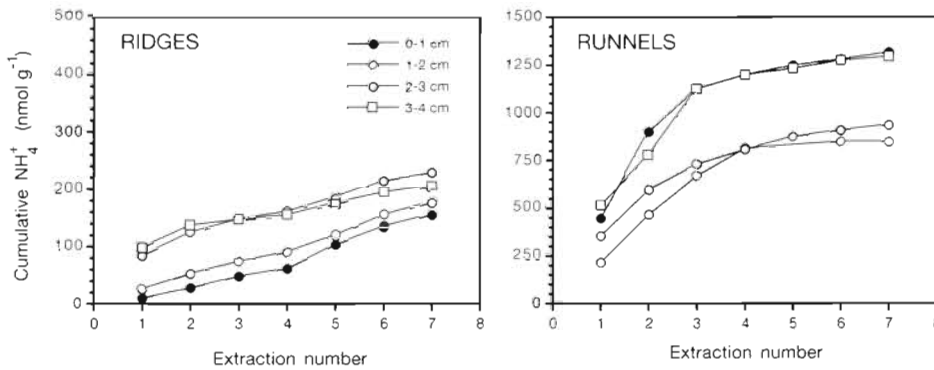 500
400
300
200
100
0
Cumulative NH4+ (nmol g-1)
RIDGES
0-1 cm
1-2 cm
2-3 cm
3-4 cm
0 1 2 3 4 5 6 7 8
Extraction number
1500
1250
1000
750
500
250
0
RUNNELS
0 1 2 3 4 5 6 7 8
Extraction number